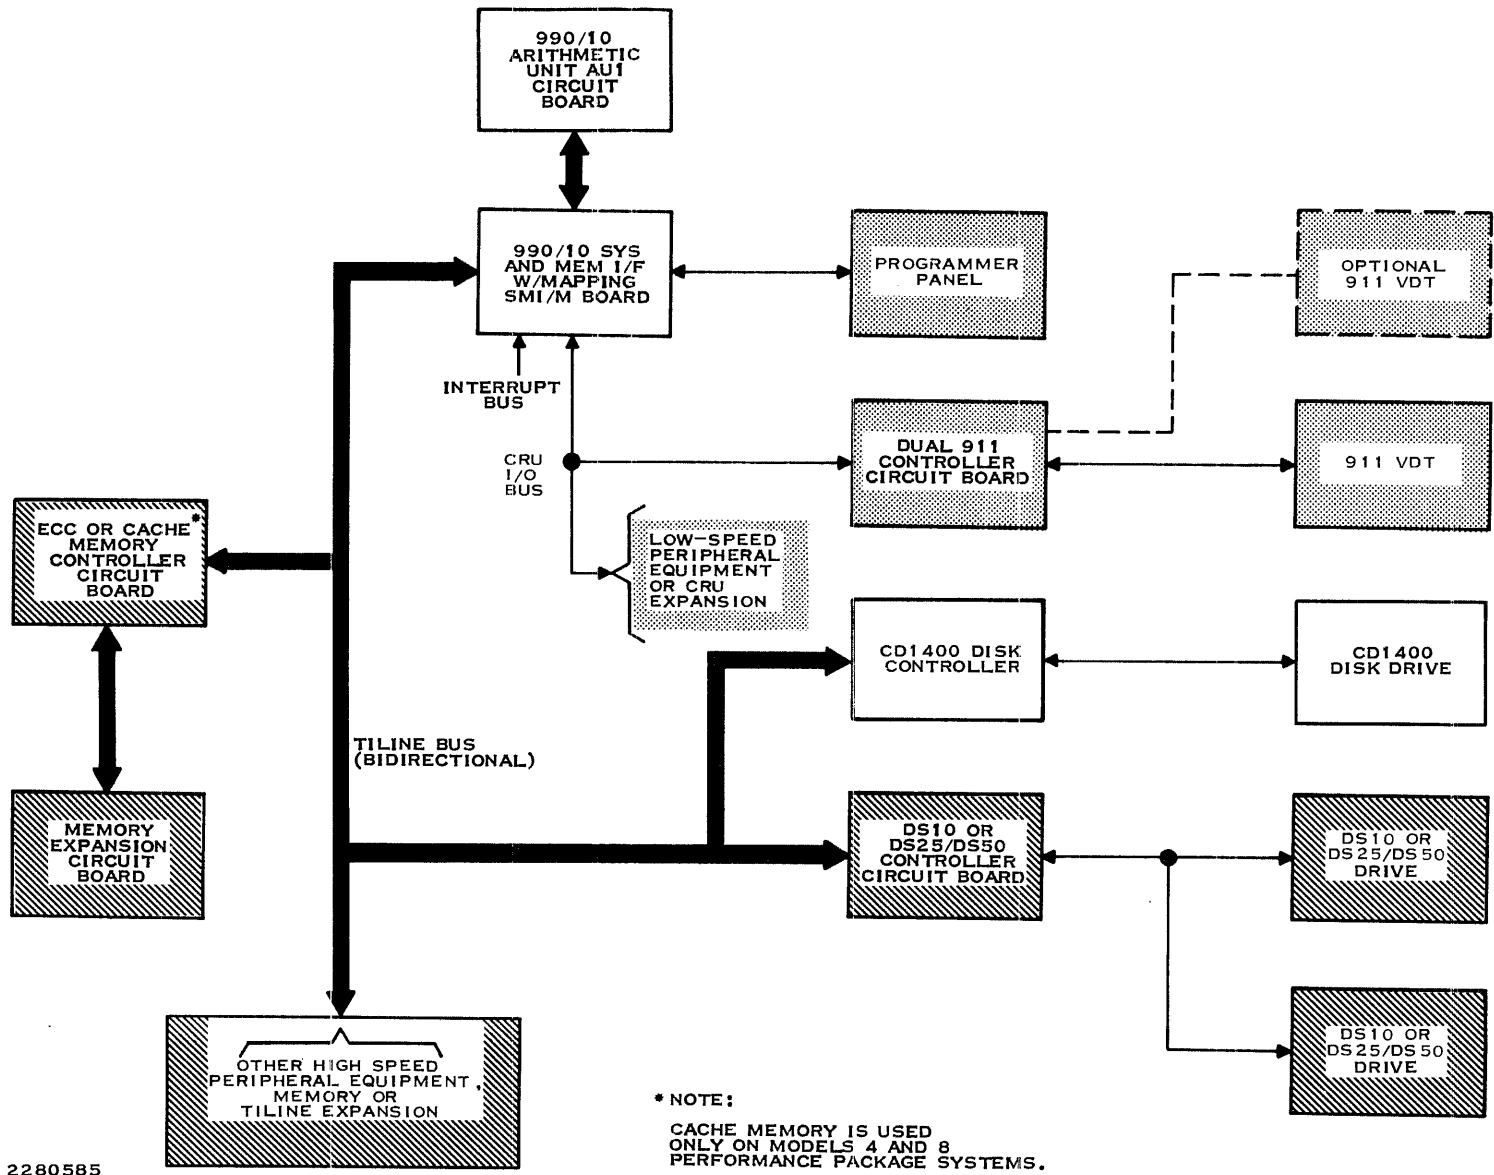 990/10
ARITHMETIC
UNIT AU1
CIRCUIT
BOARD
990/10 SYS
AND MEM I/F
W/MAPPING
SMI/M BOARD
PROGRAMMER
PANEL
OPTIONAL
911 VDT
INTERRUPT
BUS
CRU
I/O
BUS
DUAL 911
CONTROLLER
CIRCUIT BOARD
911 VDT
ECC OR CACHE*
MEMORY
CONTROLLER
CIRCUIT
BOARD
LOW-SPEED
PERIPHERAL
EQUIPMENT
OR CRU
EXPANSION
CD1400 DISK
CONTROLLER
CD1400
DISK DRIVE
TILINE BUS
(BIDIRECTIONAL)
MEMORY
EXPANSION
CIRCUIT
BOARD
DS10 OR
DS25/DS50
CONTROLLER
CIRCUIT BOARD
DS10 OR
DS25/DS50
DRIVE
DS10 OR
DS25/DS50
DRIVE
OTHER HIGH SPEED
PERIPHERAL EQUIPMENT,
MEMORY OR
TILINE EXPANSION
* NOTE:
CACHE MEMORY IS USED
ONLY ON MODELS 4 AND 8
PERFORMANCE PACKAGE SYSTEMS.
2280585